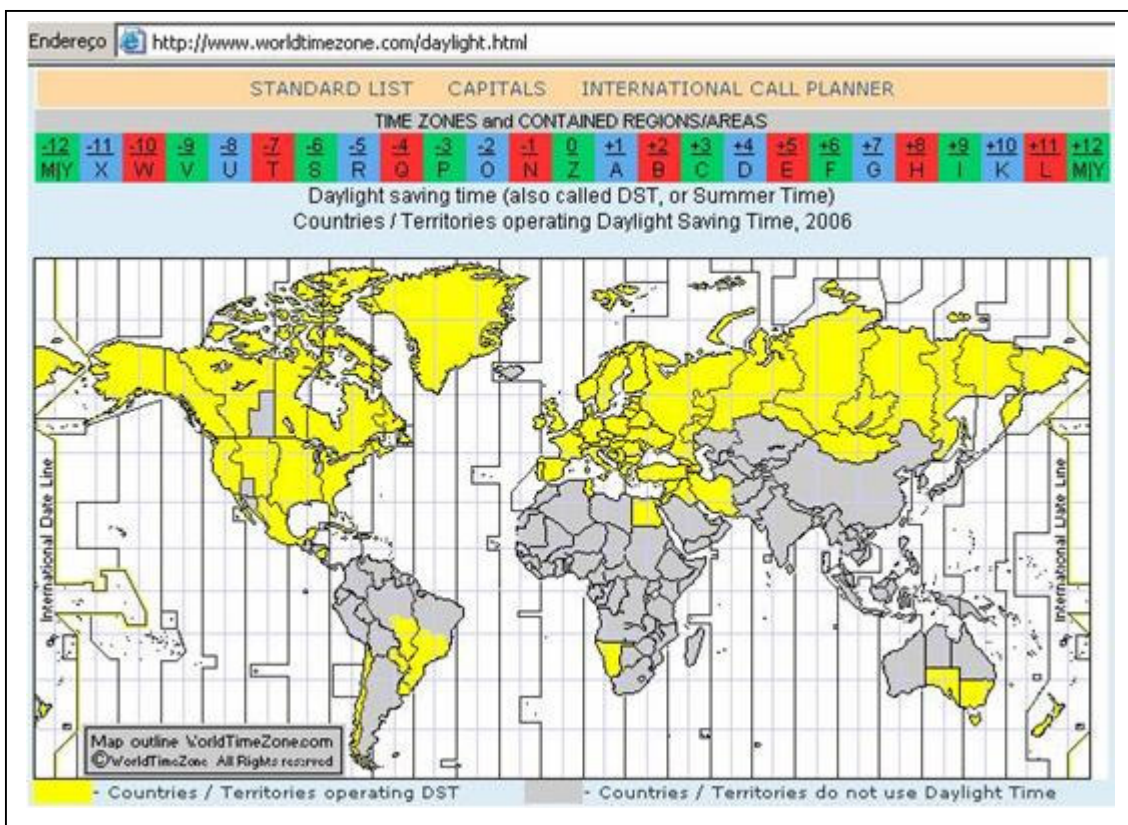 Endereço http://www.worldtimezone.com/daylight.html
STANDARD LIST CAPITALS INTERNATIONAL CALL PLANNER
TIME ZONES and CONTAINED REGIONS/AREAS
-12 -11 -10 -9 -8 -7 -6 -5 -4 -3 -2 -1 0 +1 +2 +3 +4 +5 +6 +7 +8 +9 +10 +11 +12
M|Y X W V U T S R Q P O N Z A B C D E F G H I K L M|Y
Daylight saving time (also called DST, or Summer Time)
Countries / Territories operating Daylight Saving Time, 2006
International Date Line
International Date Line
Map outline WorldTimeZone.com
©WorldTimeZone All Rights reserved
- Countries / Territories operating DST
- Countries / Territories do not use Daylight Time